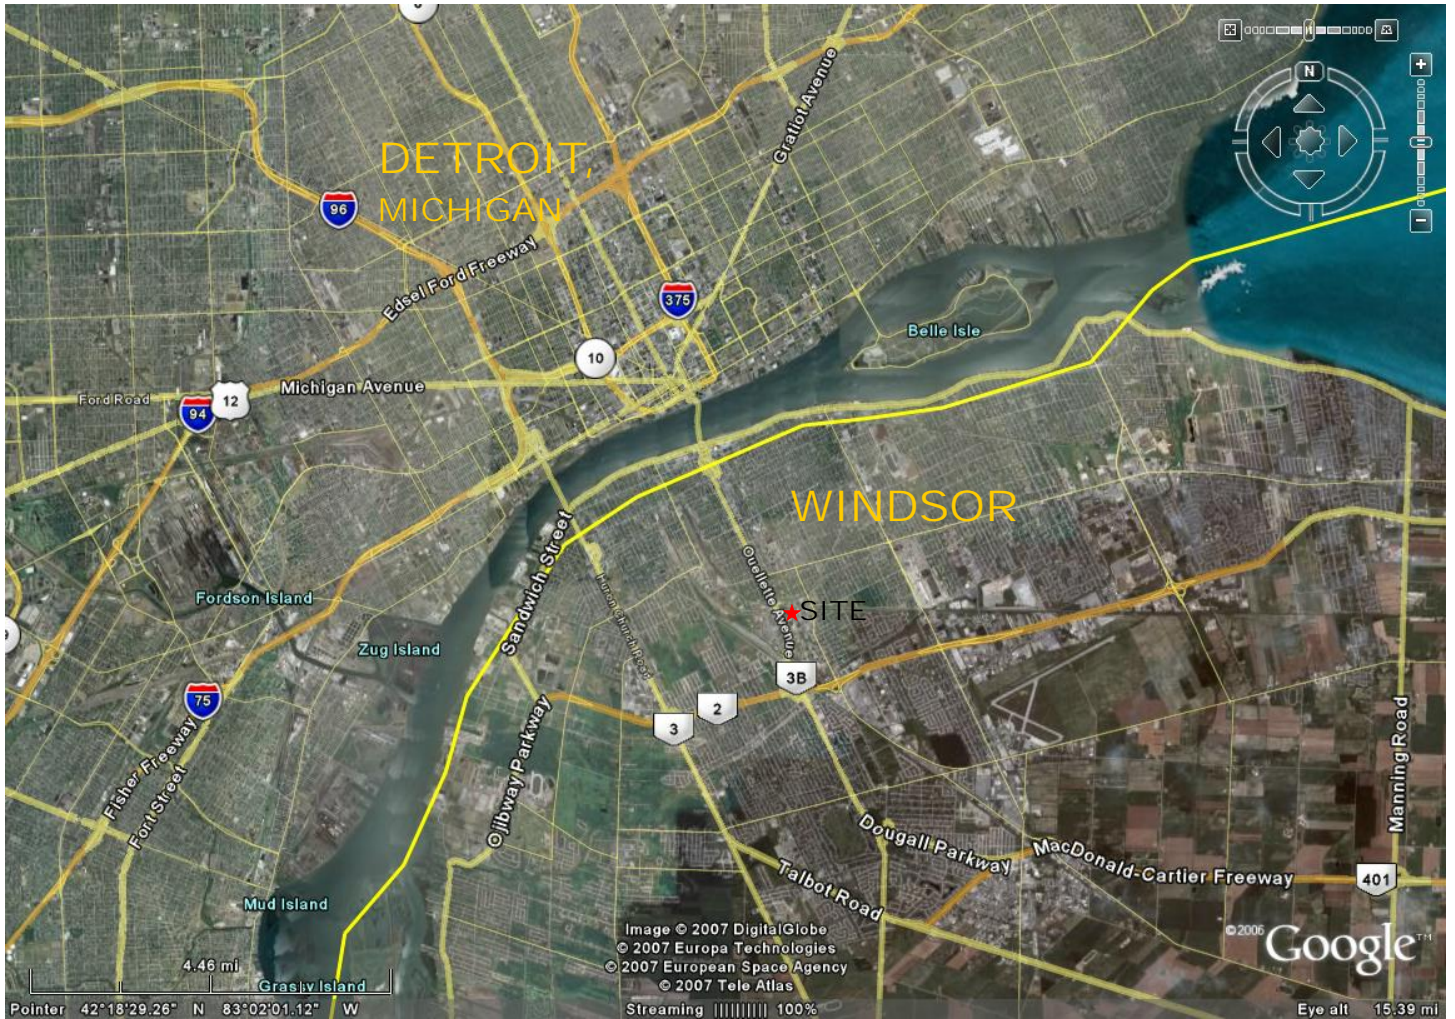 N
Gratiot Avenue
DETROIT,
MICHIGAN
96
Edsel Ford Freeway
375
Belle Isle
10
Michigan Avenue
Ford Road
12
94
WINDSOR
Sandwich Street
Huron Church Road
Ouellette Avenue
SITE
Fordson Island
Zug Island
3B
2
3
75
Fisher Freeway
Fort Street
Ojibway Parkway
Manning Road
Dougall Parkway
MacDonald-Cartier Freeway
401
Talbot Road
Mud Island
Grassy Island
4.46 mi
Image © 2007 DigitalGlobe
© 2007 Europa Technologies
© 2007 European Space Agency
© 2007 Tele Atlas
©2006 Google™
Pointer 42°18'29.26" N 83°02'01.12" W
Streaming |||||||||| 100%
Eye alt 15.39 mi